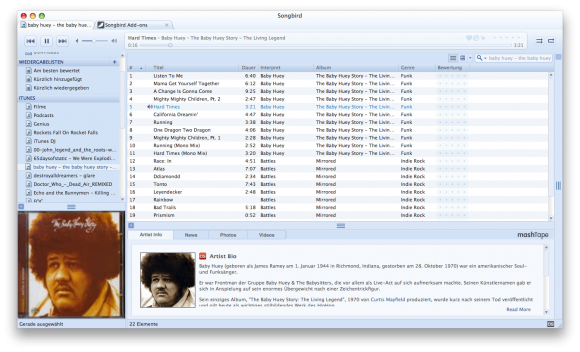 Songbird
baby huey – the baby hue...
Songbird Add-ons
Hard Times - Baby Huey - The Baby Huey Story - The Living Legend
0:16
3:21
baby huey – the baby huey
WIEDERGABELISTEN
Am besten bewertet
Kürzlich hinzugefügt
Kürzlich wiedergegeben
ITUNES
Filme
Podcasts
Genius
Rockets Fall On Rocket Falls
iTunes DJ
00-john_legend_and_the_roots-w...
65daysofstatic – We Were Explodi...
baby huey – the baby huey story –...
destroyalldreamers – glare
Doctor_Who_-_Dead_Air_REMIXED
Echo and the Bunnymen – Killing ...
# Titel Dauer Interpret Album Genre Bewertung
1 Listen To Me 6:40 Baby Huey The Baby Huey Story – The Livin... Funk
2 Mama Get Yourself Together 6:12 Baby Huey The Baby Huey Story – The Livin... Funk
3 A Change Is Gonna Come 9:25 Baby Huey The Baby Huey Story – The Livin... Funk
4 Mighty Mighty Children, Pt. 2 2:47 Baby Huey The Baby Huey Story – The Livin... Funk
5 Hard Times 3:21 Baby Huey The Baby Huey Story – The Livin... Funk
6 California Dreamin' 4:47 Baby Huey The Baby Huey Story – The Livin... Funk
7 Running 3:38 Baby Huey The Baby Huey Story – The Livin... Funk
8 One Dragon Two Dragon 4:06 Baby Huey The Baby Huey Story – The Livin... Funk
9 Mighty Mighty Children, Pt. 1 2:28 Baby Huey The Baby Huey Story – The Livin... Funk
10 Running (Mono Mix) 2:52 Baby Huey The Baby Huey Story – The Livin... Funk
11 Hard Times (Mono Mix) 3:20 Baby Huey The Baby Huey Story – The Livin... Funk
12 Race: In 4:51 Battles Mirrored Indie Rock
13 Atlas 7:07 Battles Mirrored Indie Rock
14 Ddiamondd 2:34 Battles Mirrored Indie Rock
15 Tonto 7:43 Battles Mirrored Indie Rock
16 Leyendecker 2:48 Battles Mirrored Indie Rock
17 Rainbow Battles Mirrored Indie Rock
18 Bad Trails 5:18 Battles Mirrored Indie Rock
19 Prismism 0:52 Battles Mirrored Indie Rock
Artist Info News Photos Videos mashTape
The Baby Huey Story
Artist Bio
Baby Huey (geboren als James Ramey am 1. Januar 1944 in Richmond, Indiana, gestorben am 28. Oktober 1970) war ein amerikanischer Soul-
und Funksänger.
Er war Frontman der Gruppe Baby Huey & The Babysitters, die vor allem als Live-Act auf sich aufmerksam machte. Seinen Künstlernamen gab er
sich in Anspielung auf sein enormes Übergewicht nach einer Zeichentrickfigur.
Sein einziges Album, "The Baby Huey Story: The Living Legend", 1970 von Curtis Mayfield produziert, wurde kurz nach seinem Tod veröffentlicht
Read More
Gerade ausgewählt
22 Elemente